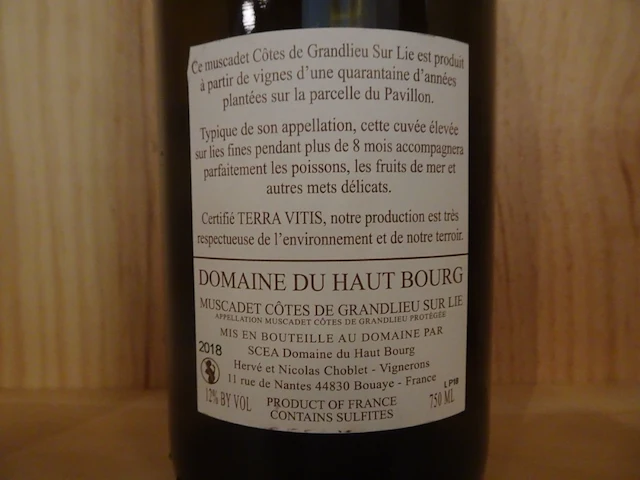 Ce muscadet Côtes de Grandlieu Sur Lie est produit
à partir de vignes d'une quarantaine d'années
plantées sur la parcelle du Pavillon.
Typique de son appellation, cette cuvée élevée
sur lies fines pendant plus de 8 mois accompagnera
parfaitement les poissons, les fruits de mer et
autres mets délicats.
Certifié TERRA VITIS, notre production est très
respectueuse de l'environnement et de notre terroir.
DOMAINE DU HAUT BOURG
MUSCADET CÔTES DE GRANDLIEU SUR LIE
APPELLATION MUSCADET CÔTES DE GRANDLIEU PROTÉGÉE
MIS EN BOUTEILLE AU DOMAINE PAR
SCEA Domaine du Haut Bourg
2018
Hervé et Nicolas Choblet - Vignerons
11 rue de Nantes 44830 Bouaye - France
L P18
12% BY VOL
PRODUCT OF FRANCE
750 ML
CONTAINS SULFITES